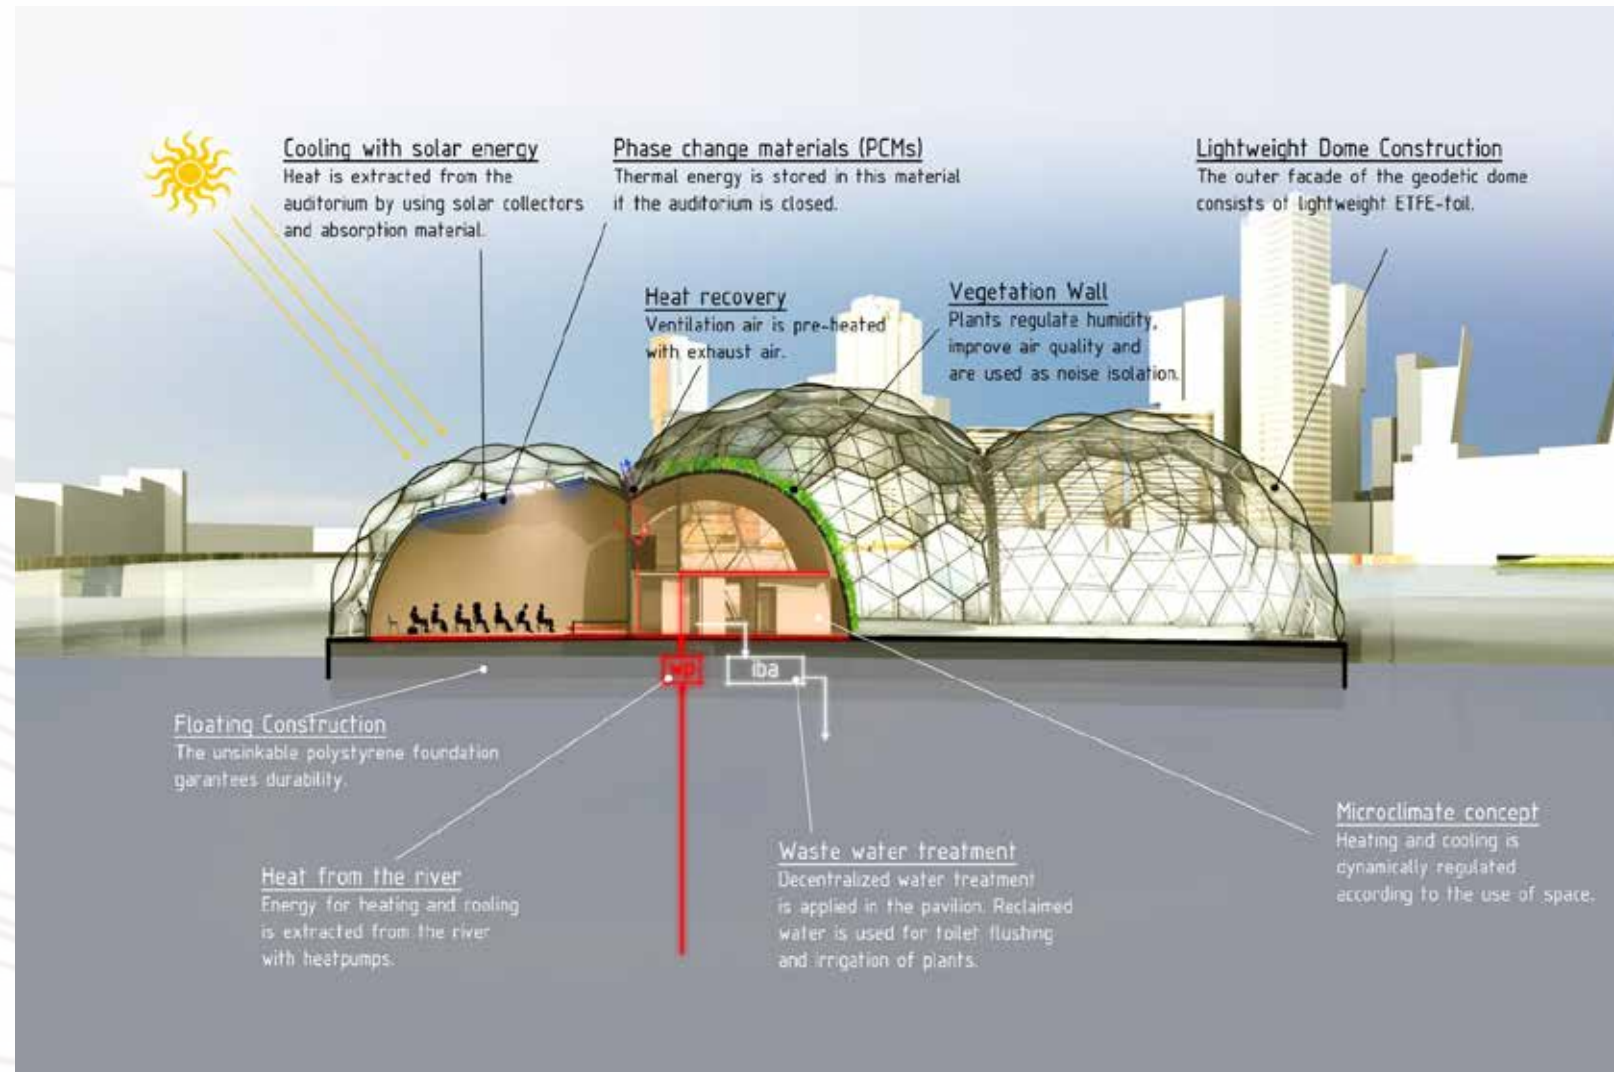 Cooling with solar energy
Heat is extracted from the
auditorium by using solar collectors
and absorption material.
Phase change materials (PCMs)
Thermal energy is stored in this material
if the auditorium is closed.
Lightweight Dome Construction
The outer facade of the geodetic dome
consists of lightweight ETFE-foil.
Heat recovery
Ventilation air is pre-heated
with exhaust air.
Vegetation Wall
Plants regulate humidity,
improve air quality and
are used as noise isolation.
wp
iba
Floating Construction
The unsinkable polystyrene foundation
garantees durability.
Heat from the river
Energy for heating and cooling
is extracted from the river
with heatpumps.
Waste water treatment
Decentralized water treatment
is applied in the pavilion. Reclaimed
water is used for toilet flushing
and irrigation of plants.
Microclimate concept
Heating and cooling is
dynamically regulated
according to the use of space.